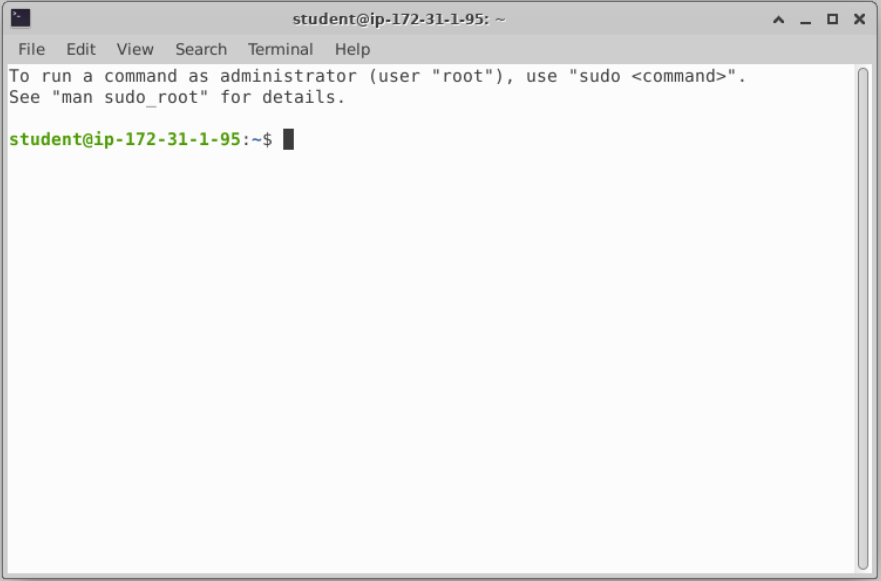 student@ip-172-31-1-95: ~
File Edit View Search Terminal Help
To run a command as administrator (user "root"), use "sudo <command>".
See "man sudo_root" for details.
student@ip-172-31-1-95:~$